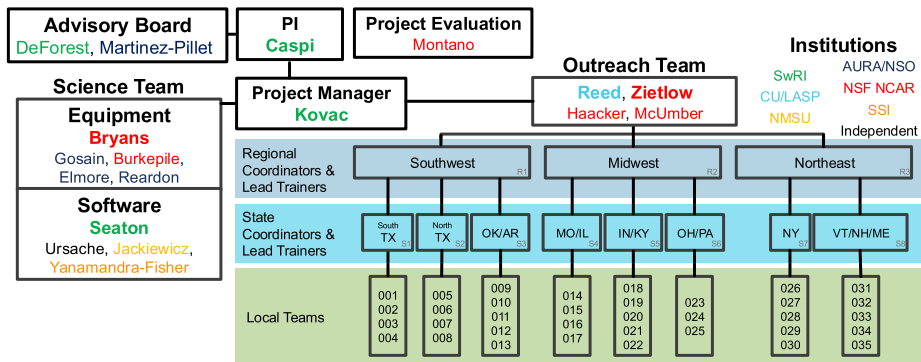 Advisory Board
DeForest, Martinez-Pillet
PI
Caspi
Project Evaluation
Montano
Institutions
SwRI
AURA/NSO
CU/LASP
NSF NCAR
NMSU
SSI
Independent
Science Team
Equipment
Bryans
Gosain, Burkepile,
Elmore, Reardon
Software
Seaton
Ursache, Jackiewicz,
Yanamandra-Fisher
Project Manager
Kovac
Outreach Team
Reed, Zietlow
Haacker, McUmber
Regional
Coordinators &
Lead Trainers
Southwest
R1
Midwest
R2
Northeast
R3
State
Coordinators &
Lead Trainers
South
TX
S1
North
TX
S2
OK/AR
S3
MO/IL
S4
IN/KY
S5
OH/PA
S6
NY
S7
VT/NH/ME
S8
Local Teams
001
002
003
004
005
006
007
008
009
010
011
012
013
014
015
016
017
018
019
020
021
022
023
024
025
026
027
028
029
030
031
032
033
034
035